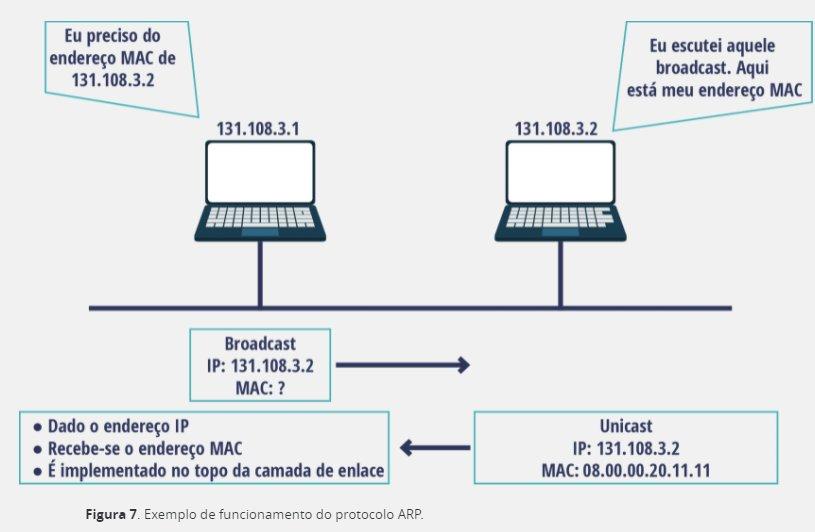 Eu preciso do
endereço MAC de
131.108.3.2
Eu escutei aquele
broadcast. Aqui
está meu endereço MAC
131.108.3.1
131.108.3.2
Broadcast
IP: 131.108.3.2
MAC: ?
● Dado o endereço IP
● Recebe-se o endereço MAC
● É implementado no topo da camada de enlace
Unicast
IP: 131.108.3.2
MAC: 08.00.00.20.11.11
Figura 7. Exemplo de funcionamento do protocolo ARP.